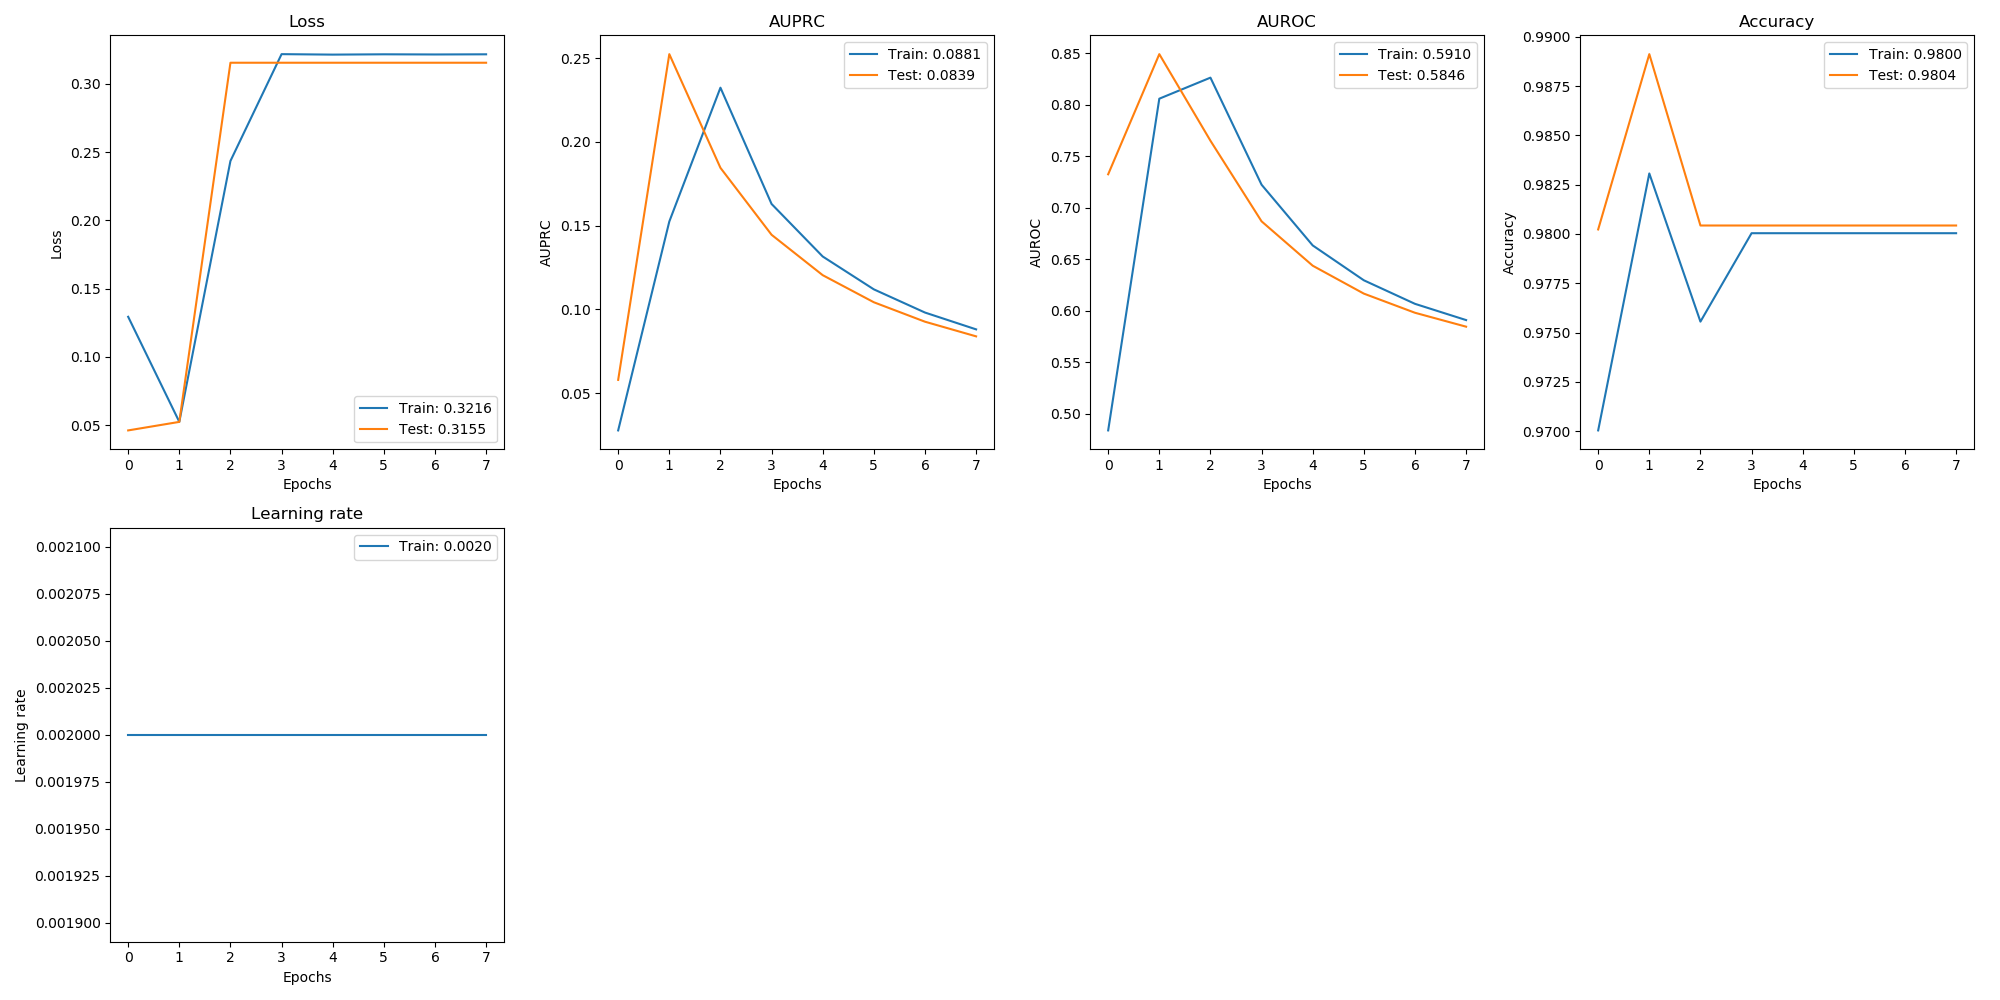 Loss
Loss
0.30
0.25
0.20
0.15
0.10
0.05
Train: 0.3216
Test: 0.3155
0 1 2 3 4 5 6 7
Epochs
AUPRC
AUPRC
0.25
0.20
0.15
0.10
0.05
Train: 0.0881
Test: 0.0839
0 1 2 3 4 5 6 7
Epochs
AUROC
AUROC
0.85
0.80
0.75
0.70
0.65
0.60
0.55
0.50
Train: 0.5910
Test: 0.5846
0 1 2 3 4 5 6 7
Epochs
Accuracy
Accuracy
0.9900
0.9875
0.9850
0.9825
0.9800
0.9775
0.9750
0.9725
0.9700
Train: 0.9800
Test: 0.9804
0 1 2 3 4 5 6 7
Epochs
Learning rate
Learning rate
0.002100
0.002075
0.002050
0.002025
0.002000
0.001975
0.001950
0.001925
0.001900
Train: 0.0020
0 1 2 3 4 5 6 7
Epochs